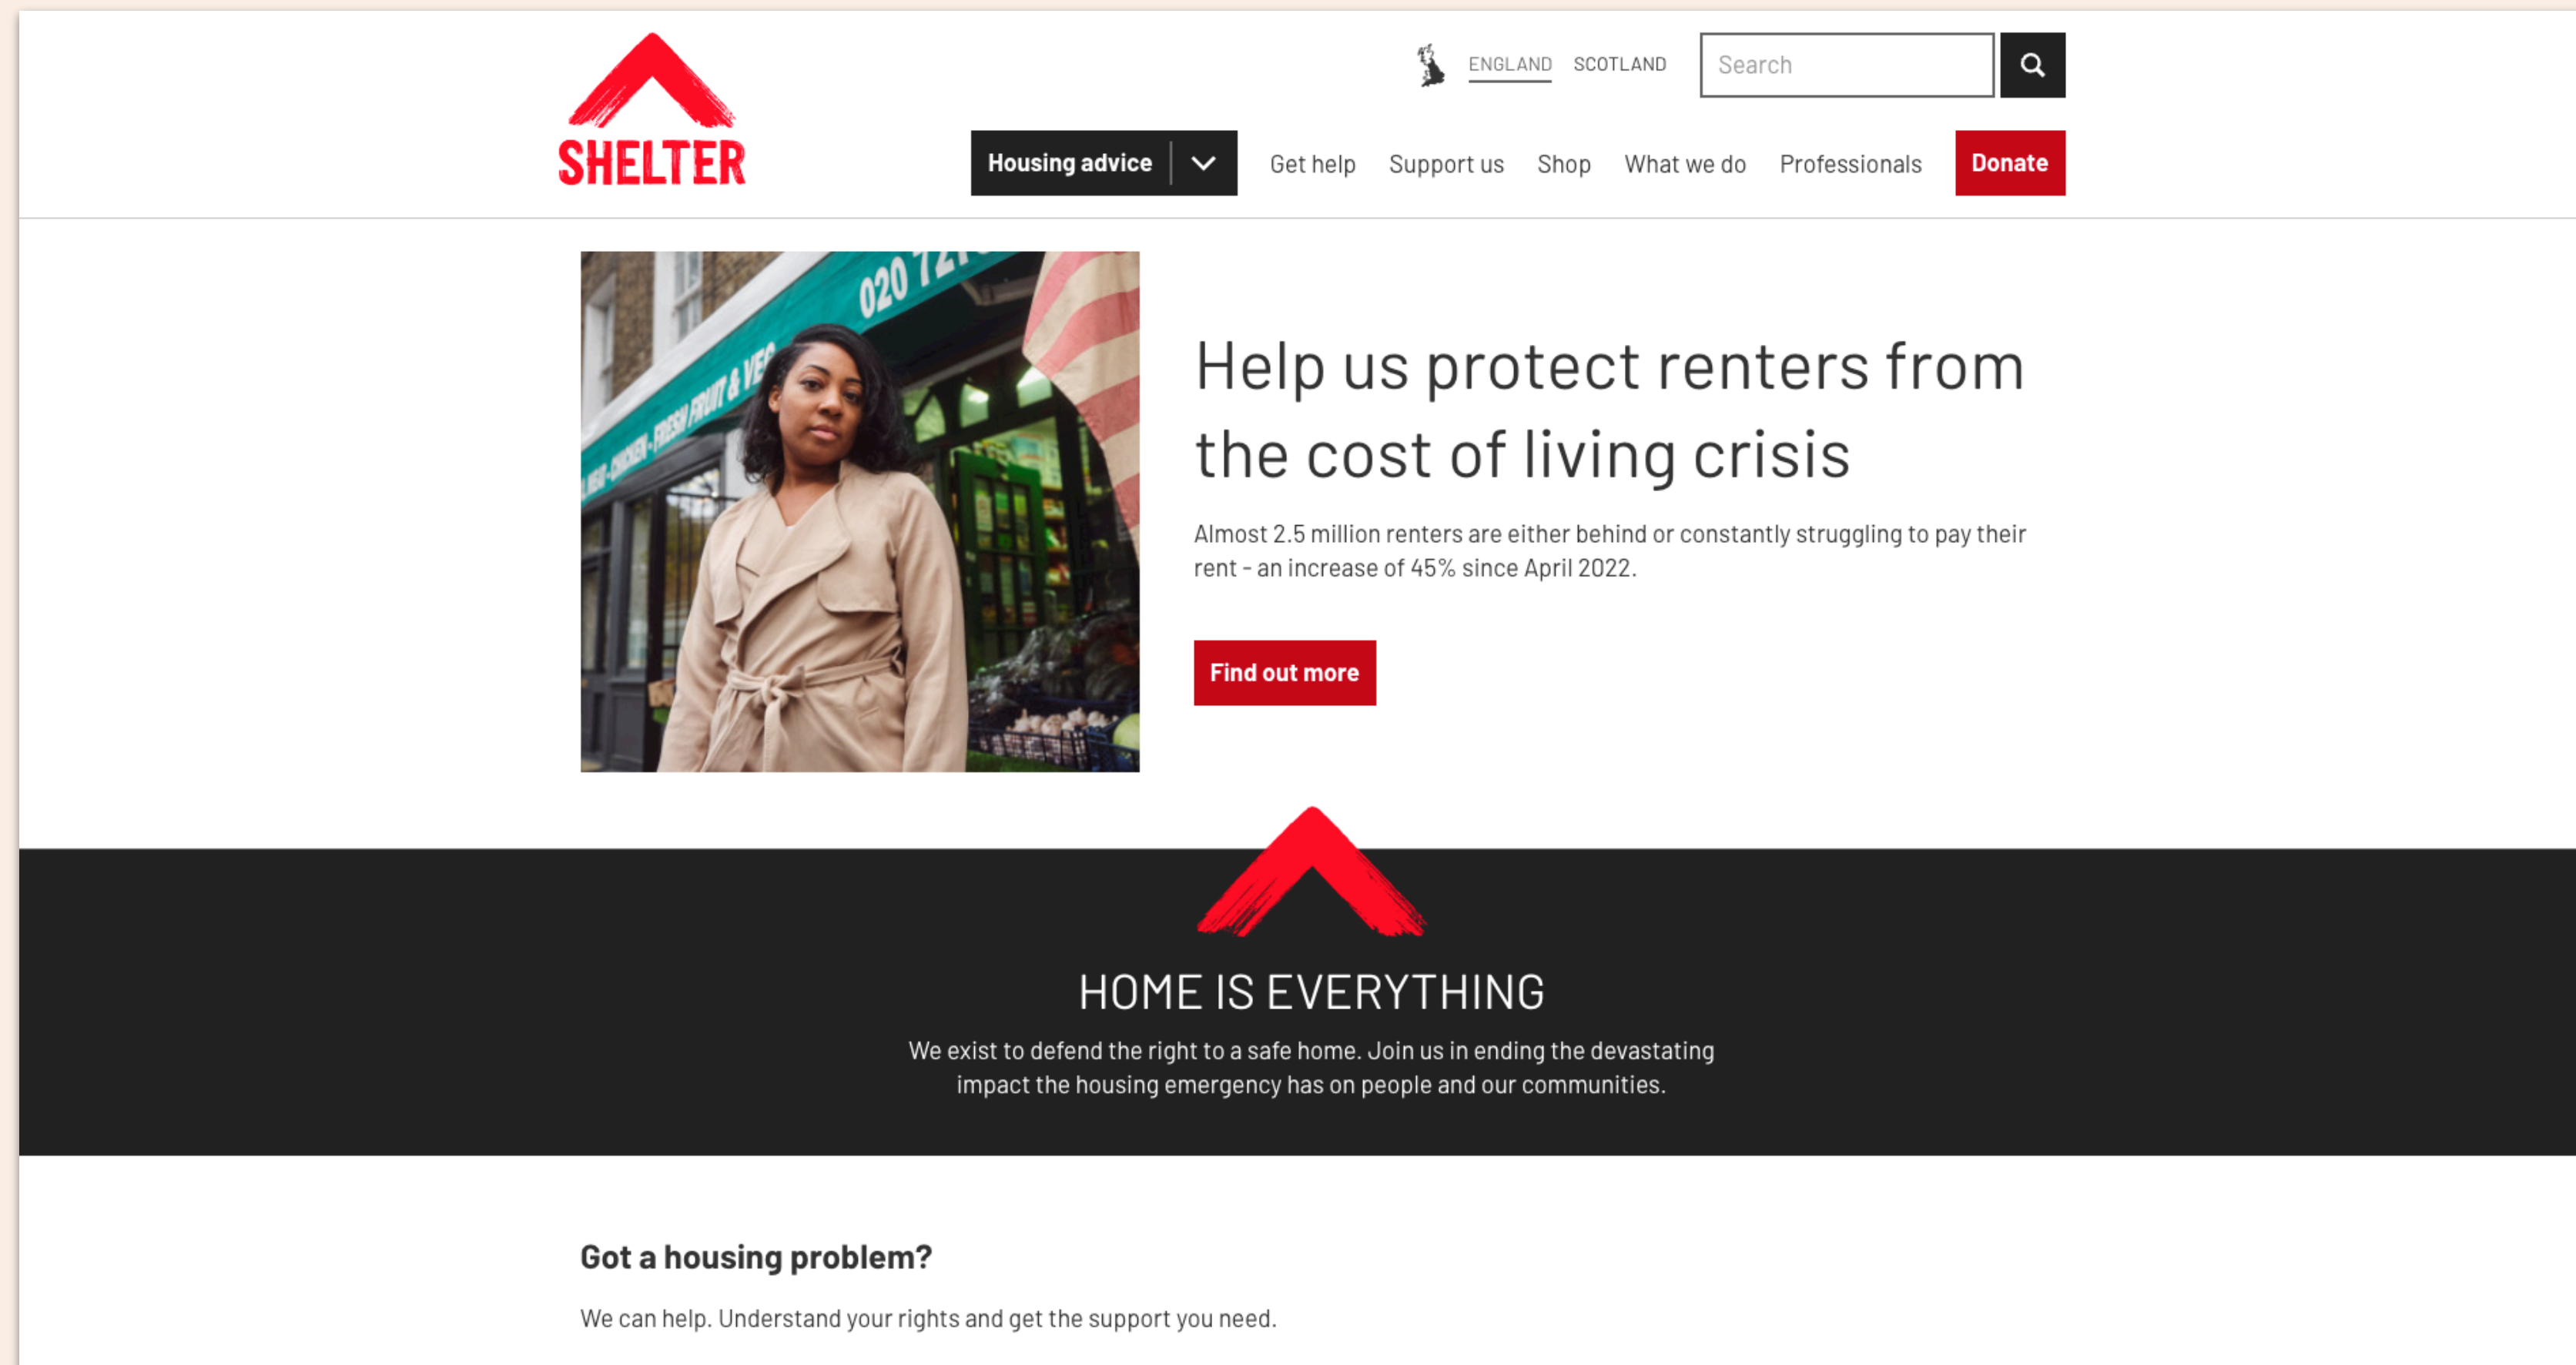 SHELTER
ENGLAND SCOTLAND Search
Housing advice Get help Support us Shop What we do Professionals Donate
020
CHICKEN - FRESH FRUIT & VEG
Help us protect renters from
the cost of living crisis
Almost 2.5 million renters are either behind or constantly struggling to pay their
rent - an increase of 45% since April 2022.
Find out more
HOME IS EVERYTHING
We exist to defend the right to a safe home. Join us in ending the devastating
impact the housing emergency has on people and our communities.
Got a housing problem?
We can help. Understand your rights and get the support you need.